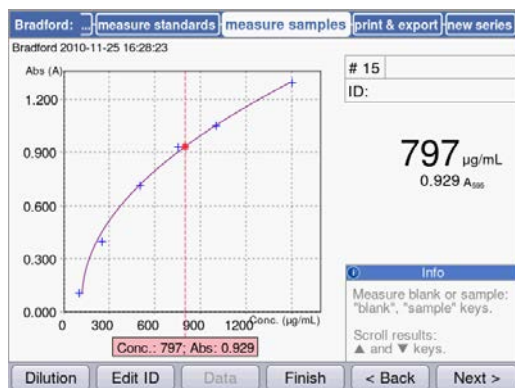 Bradford: ... measure standards measure samples print & export new series
Bradford 2010-11-25 16:28:23
Abs (A)
1.200
0.900
0.600
0.300
0.000
0 300 600 900 1200 Conc. (µg/mL)
Conc.: 797; Abs: 0.929
# 15
ID:
797 µg/mL
0.929 A595
Info
Measure blank or sample:
"blank", "sample" keys.
Scroll results:
▲ and ▼ keys.
Dilution Edit ID Data Finish < Back Next >